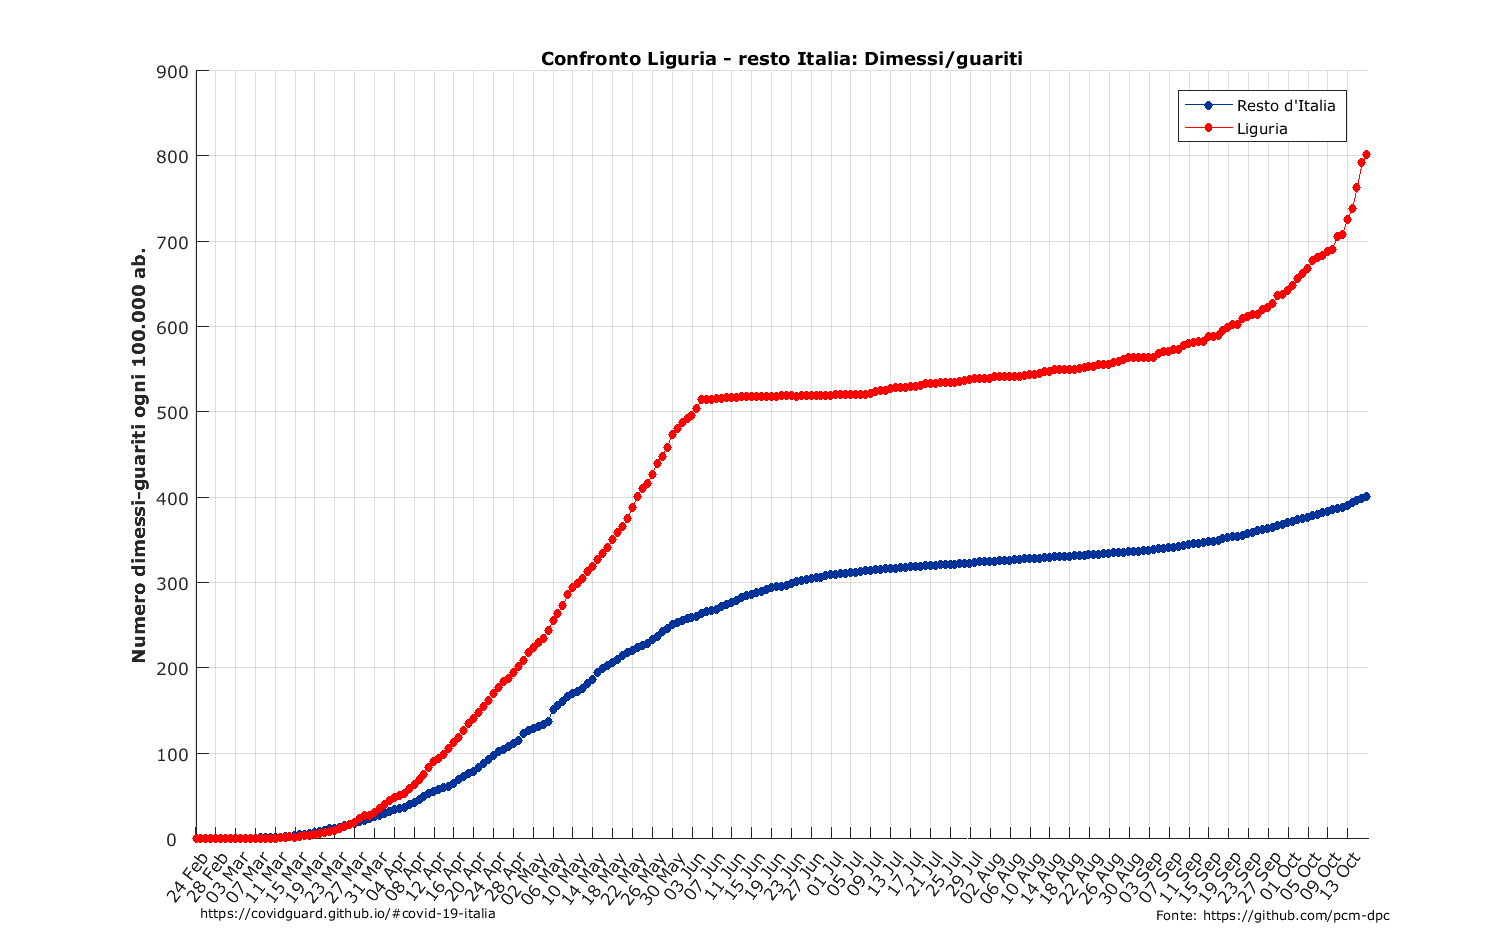 Confronto Liguria - resto Italia: Dimessi/guariti
Numero dimessi-guariti ogni 100.000 ab.
900
800
700
600
500
400
300
200
100
0
Resto d'Italia
Liguria
24 Feb
28 Feb
03 Mar
07 Mar
11 Mar
15 Mar
19 Mar
23 Mar
27 Mar
31 Mar
04 Apr
08 Apr
12 Apr
16 Apr
20 Apr
24 Apr
28 Apr
02 May
06 May
10 May
14 May
18 May
22 May
26 May
30 May
03 Jun
07 Jun
11 Jun
15 Jun
19 Jun
23 Jun
27 Jun
01 Jul
05 Jul
09 Jul
13 Jul
17 Jul
21 Jul
25 Jul
29 Jul
02 Aug
06 Aug
10 Aug
14 Aug
18 Aug
22 Aug
26 Aug
30 Aug
03 Sep
07 Sep
11 Sep
15 Sep
19 Sep
23 Sep
27 Sep
01 Oct
05 Oct
09 Oct
13 Oct
https://covidguard.github.io/#covid-19-italia
Fonte: https://github.com/pcm-dpc